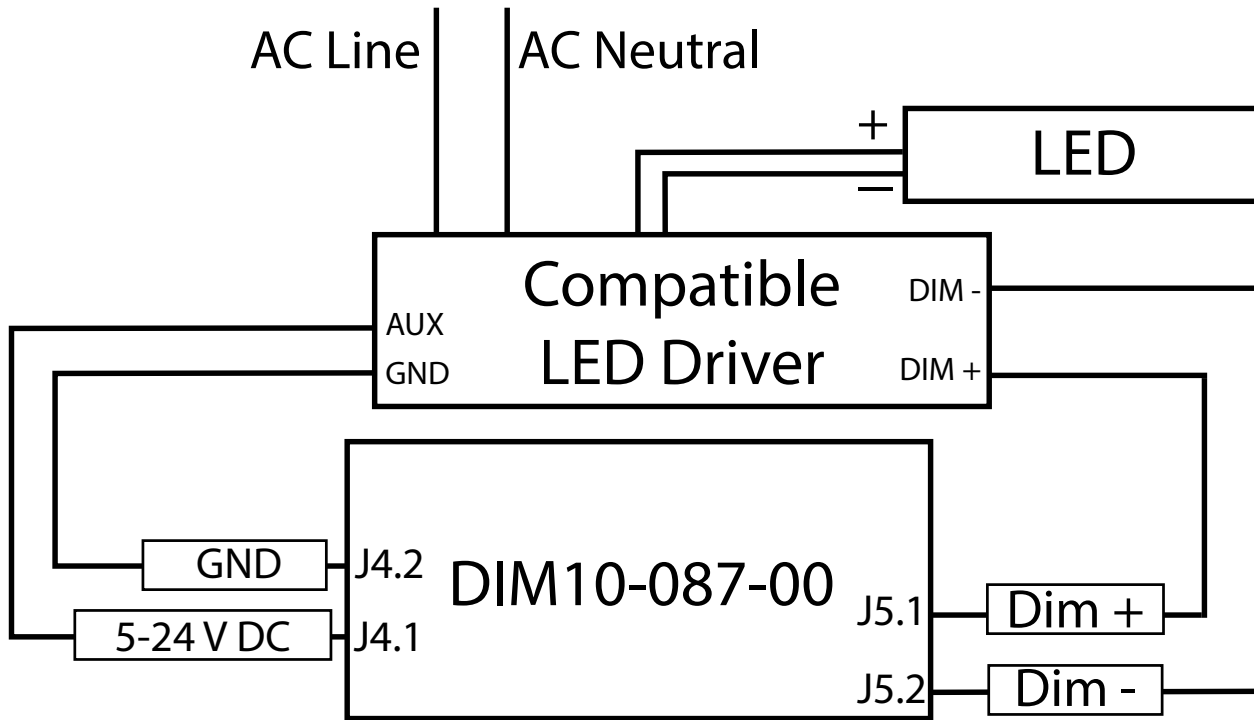 AC Line
AC Neutral
+
LED
—
Compatible
LED Driver
DIM -
AUX
GND
DIM +
GND
J4.2
DIM10-087-00
5-24 V DC
J4.1
J5.1
Dim +
J5.2
Dim -